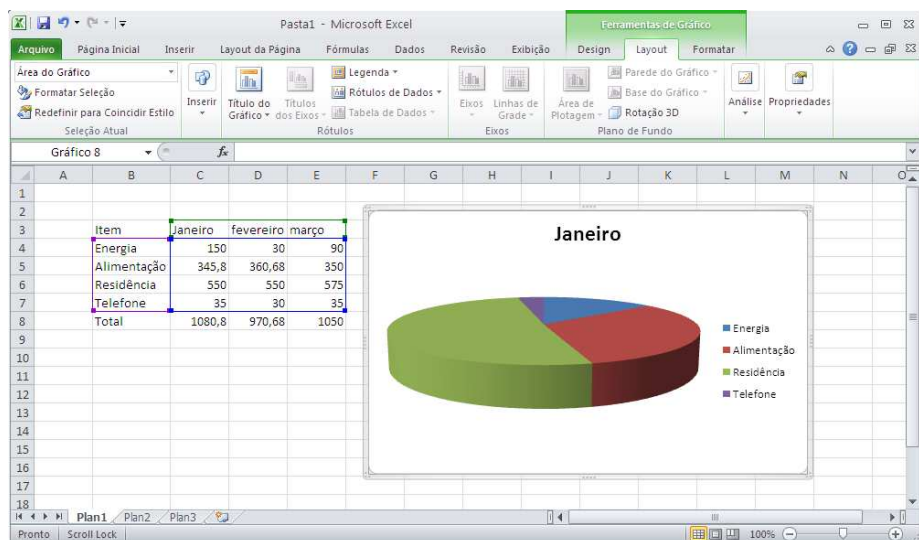 Pasta1 - Microsoft Excel
Ferramentas de Gráfico
Arquivo Página Inicial Inserir Layout da Página Fórmulas Dados Revisão Exibição Design Layout Formatar
Área do Gráfico
Formatar Seleção
Redefinir para Coincidir Estilo
Seleção Atual
Inserir
Título do Gráfico
Títulos dos Eixos
Legenda
Rótulos de Dados
Tabela de Dados
Rótulos
Eixos
Linhas de Grade
Eixos
Área de Plotagem
Parede do Gráfico
Base do Gráfico
Rotação 3D
Plano de Fundo
Análise
Propriedades
Gráfico 8 fx
A B C D E F G H I J K L M N O
1
2
3 Item Janeiro fevereiro março
4 Energia 150 30 90
5 Alimentação 345,8 360,68 350
6 Residência 550 550 575
7 Telefone 35 30 35
8 Total 1080,8 970,68 1050
9
10
11
12
13
14
15
16
17
18
Janeiro
Energia
Alimentação
Residência
Telefone
Plan1 Plan2 Plan3
Pronto Scroll Lock 100%